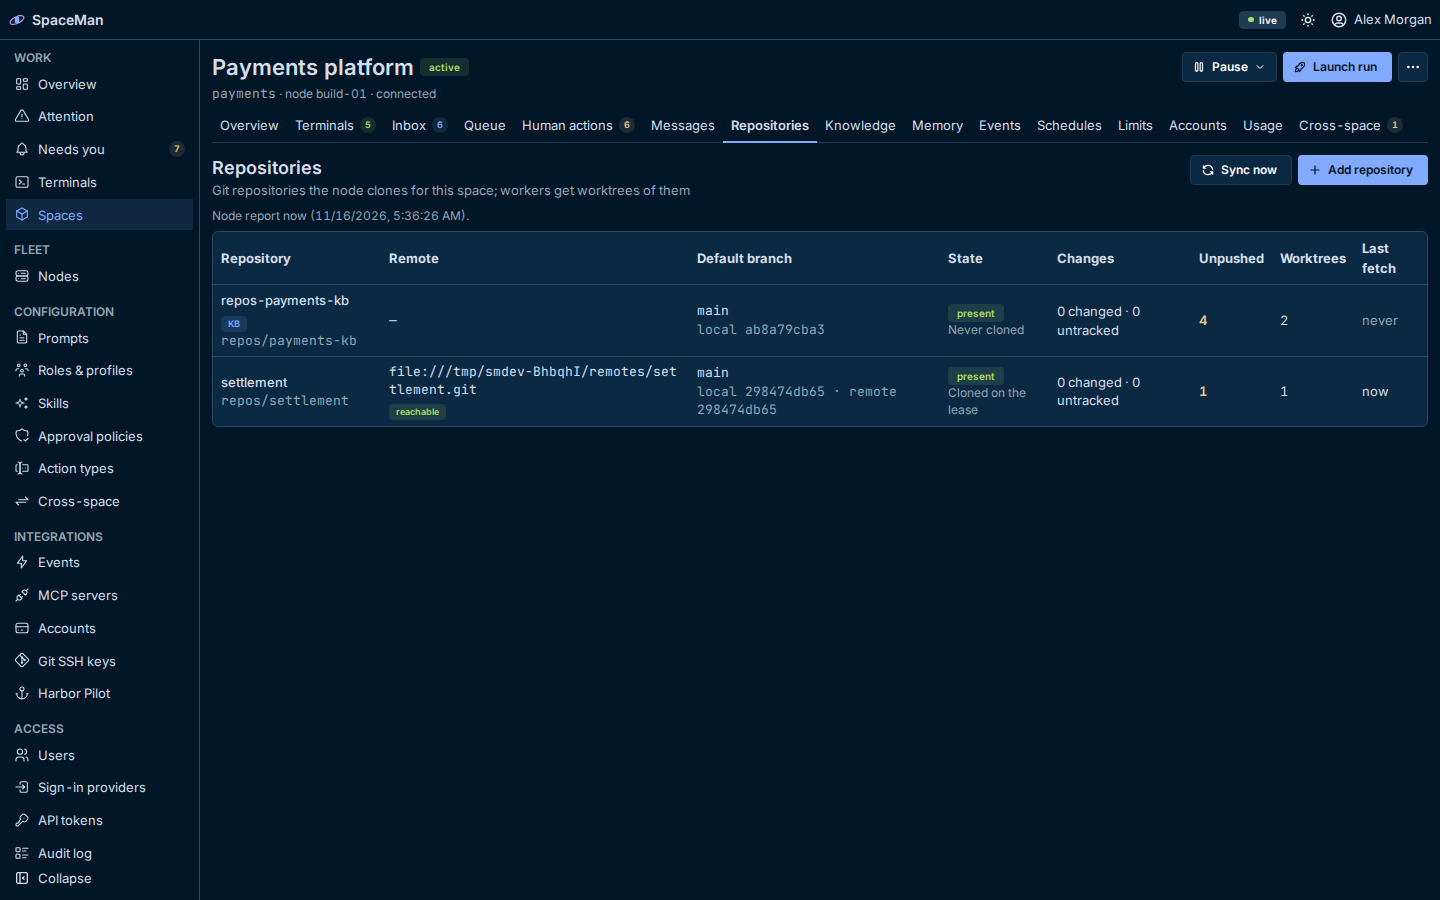 SpaceMan
live
Alex Morgan
WORK
Overview
Attention
Needs you 7
Terminals
Spaces
FLEET
Nodes
CONFIGURATION
Prompts
Roles & profiles
Skills
Approval policies
Action types
Cross-space
INTEGRATIONS
Events
MCP servers
Accounts
Git SSH keys
Harbor Pilot
ACCESS
Users
Sign-in providers
API tokens
Audit log
Collapse
Payments platform active
payments · node build-01 · connected
Pause
Launch run
Overview Terminals 5 Inbox 6 Queue Human actions 6 Messages Repositories Knowledge Memory Events Schedules Limits Accounts Usage Cross-space 1
Repositories
Git repositories the node clones for this space; workers get worktrees of them
Sync now
Add repository
Node report now (11/16/2026, 5:36:26 AM).
Repository Remote Default branch State Changes Unpushed Worktrees Last fetch
repos-payments-kb
KB
repos/payments-kb
—
main
local ab8a79cba3
present
Never cloned
0 changed · 0
untracked
4
2
never
settlement
repos/settlement
file:///tmp/smdev-BhbqhI/remotes/set
tlement.git
reachable
main
local 298474db65 · remote
298474db65
present
Cloned on the
lease
0 changed · 0
untracked
1
1
now